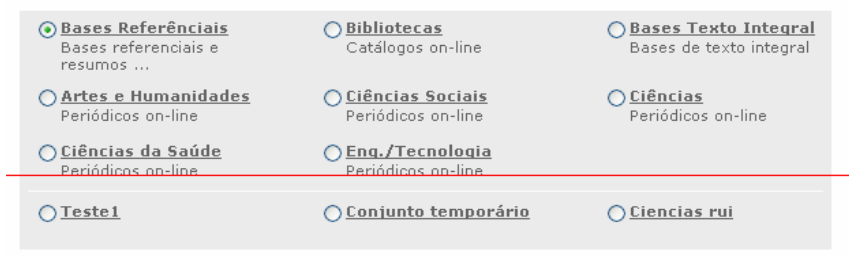 Bases Referênciais
Bibliotecas
Bases Texto Integral
Bases referenciais e
resumos ...
Catálogos on-line
Bases de texto integral
Artes e Humanidades
Ciências Sociais
Ciências
Periódicos on-line
Periódicos on-line
Periódicos on-line
Ciências da Saúde
Eng./Tecnologia
Periódicos on-line
Periódicos on-line
Teste1
Conjunto temporário
Ciencias rui